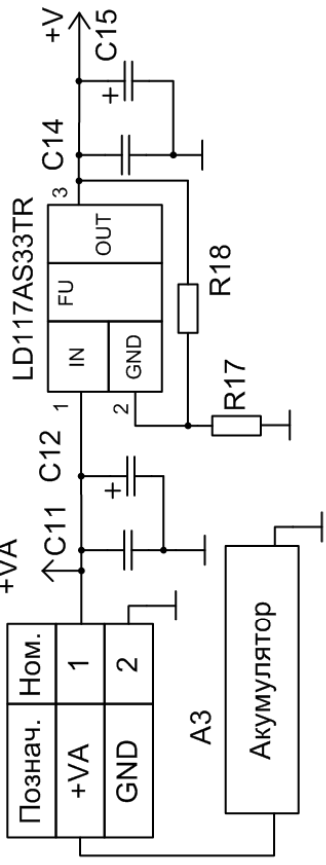 +VA
Познач. Ном.
+VA 1
GND 2
А3
Акумулятор
C11
+
C12
LD117AS33TR
1
2
IN
GND
FU
OUT
3
R17
R18
C14
+
C15
+V